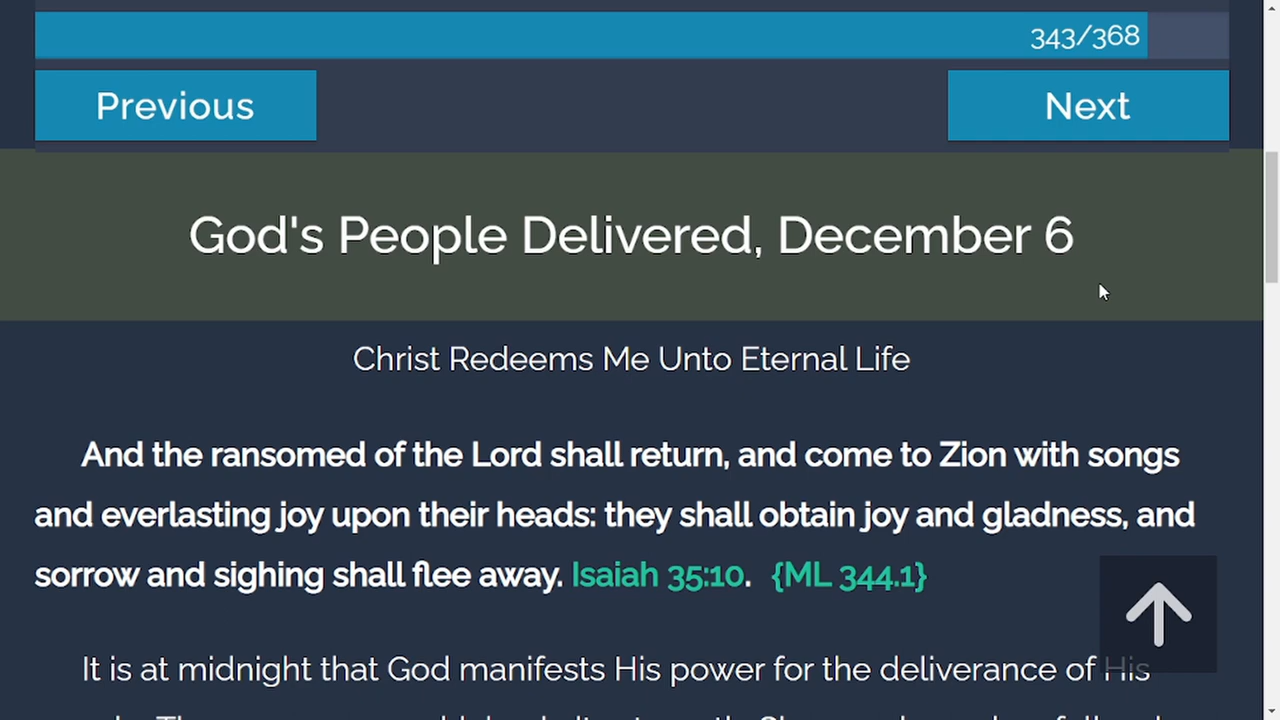 343/368
Previous
Next
God's People Delivered, December 6
Christ Redeems Me Unto Eternal Life
And the ransomed of the Lord shall return, and come to Zion with songs
and everlasting joy upon their heads: they shall obtain joy and gladness, and
sorrow and sighing shall flee away. Isaiah 35:10. {ML 344.1}
It is at midnight that God manifests His power for the deliverance of His